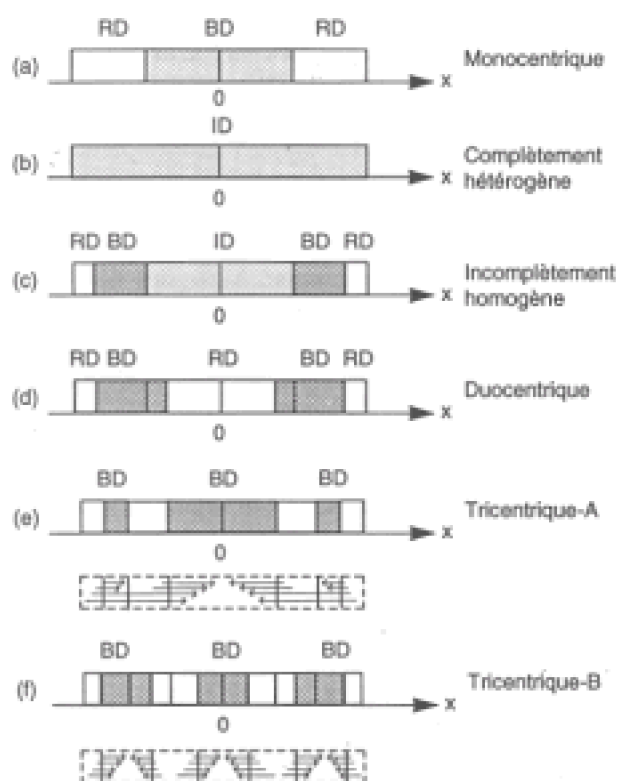 RD BD RD
(a) x Monocentrique
0
ID
(b) x Complètement
hétérogène
0
RD BD ID BD RD
(c) x Incomplètement
homogène
0
RD BD RD BD RD
(d) x Duocentrique
0
BD BD BD
(e) x Tricentrique-A
0
BD BD BD
(f) x Tricentrique-B
0